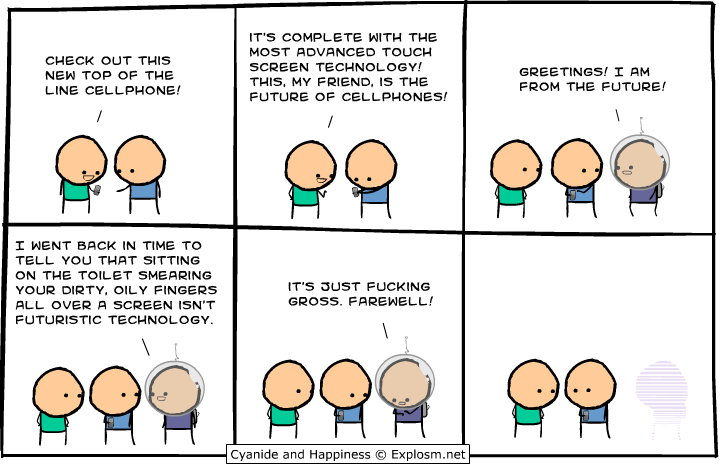 CHECK OUT THIS
NEW TOP OF THE
LINE CELLPHONE!
IT'S COMPLETE WITH THE
MOST ADVANCED TOUCH
SCREEN TECHNOLOGY!
THIS, MY FRIEND, IS THE
FUTURE OF CELLPHONES!
GREETINGS! I AM
FROM THE FUTURE!
I WENT BACK IN TIME TO
TELL YOU THAT SITTING
ON THE TOILET SMEARING
YOUR DIRTY, OILY FINGERS
ALL OVER A SCREEN ISN'T
FUTURISTIC TECHNOLOGY.
IT'S JUST FUCKING
GROSS. FAREWELL!
Cyanide and Happiness © Explosm.net